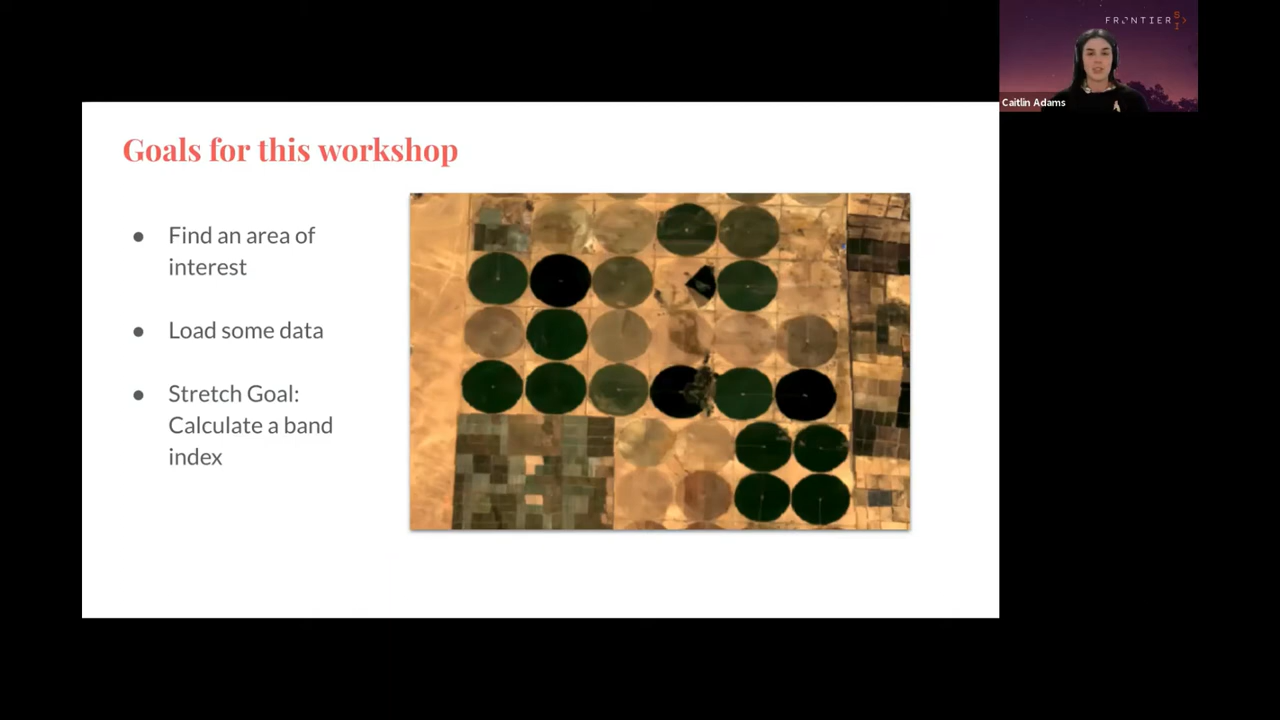 FRONTIER SI
Caitlin Adams
Goals for this workshop
● Find an area of
interest
● Load some data
● Stretch Goal:
Calculate a band
index